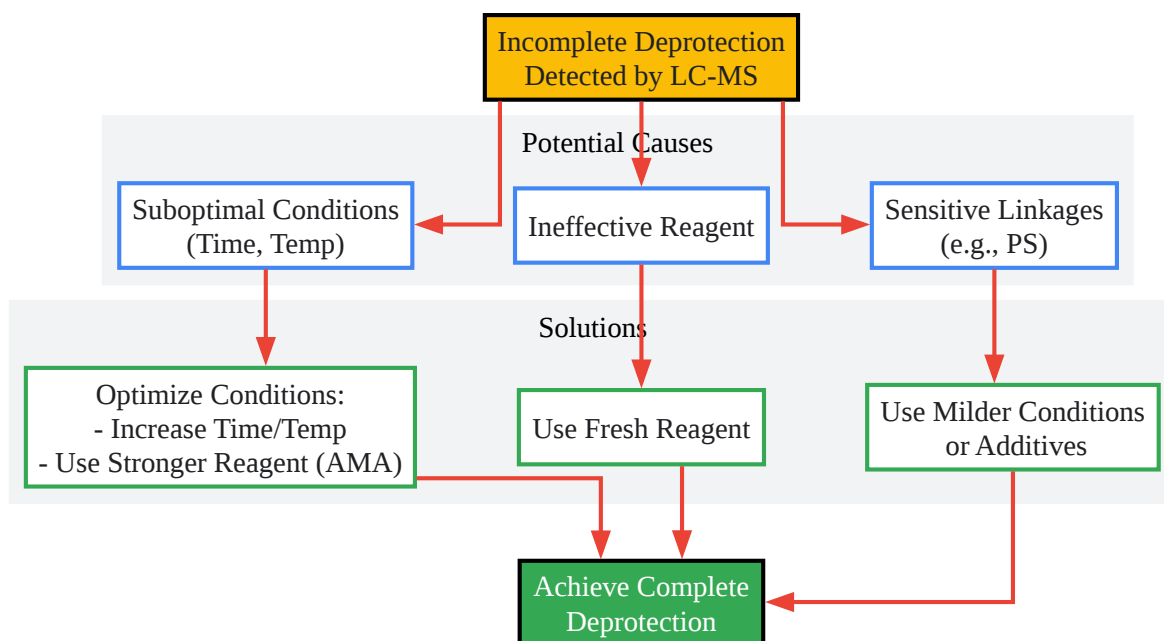 Incomplete Deprotection
Detected by LC-MS
Potential Causes
Suboptimal Conditions
(Time, Temp)
Ineffective Reagent
Sensitive Linkages
(e.g., PS)
Solutions
Optimize Conditions:
- Increase Time/Temp
- Use Stronger Reagent (AMA)
Use Fresh Reagent
Use Milder Conditions
or Additives
Achieve Complete
Deprotection